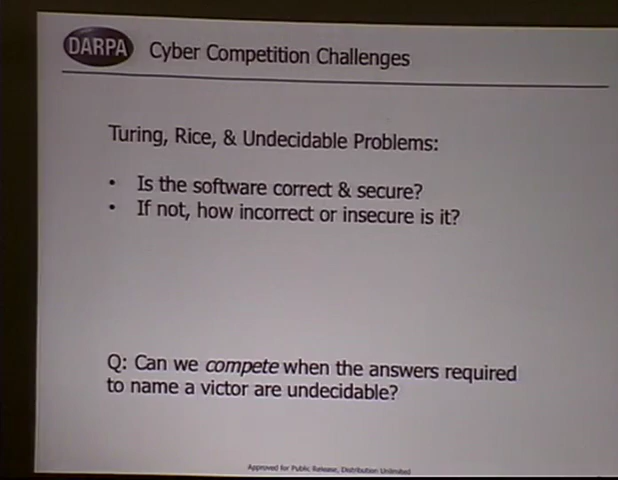 DARPA Cyber Competition Challenges
Turing, Rice, & Undecidable Problems:
• Is the software correct & secure?
• If not, how incorrect or insecure is it?
Q: Can we compete when the answers required
to name a victor are undecidable?
Approved for Public Release, Distribution Unlimited